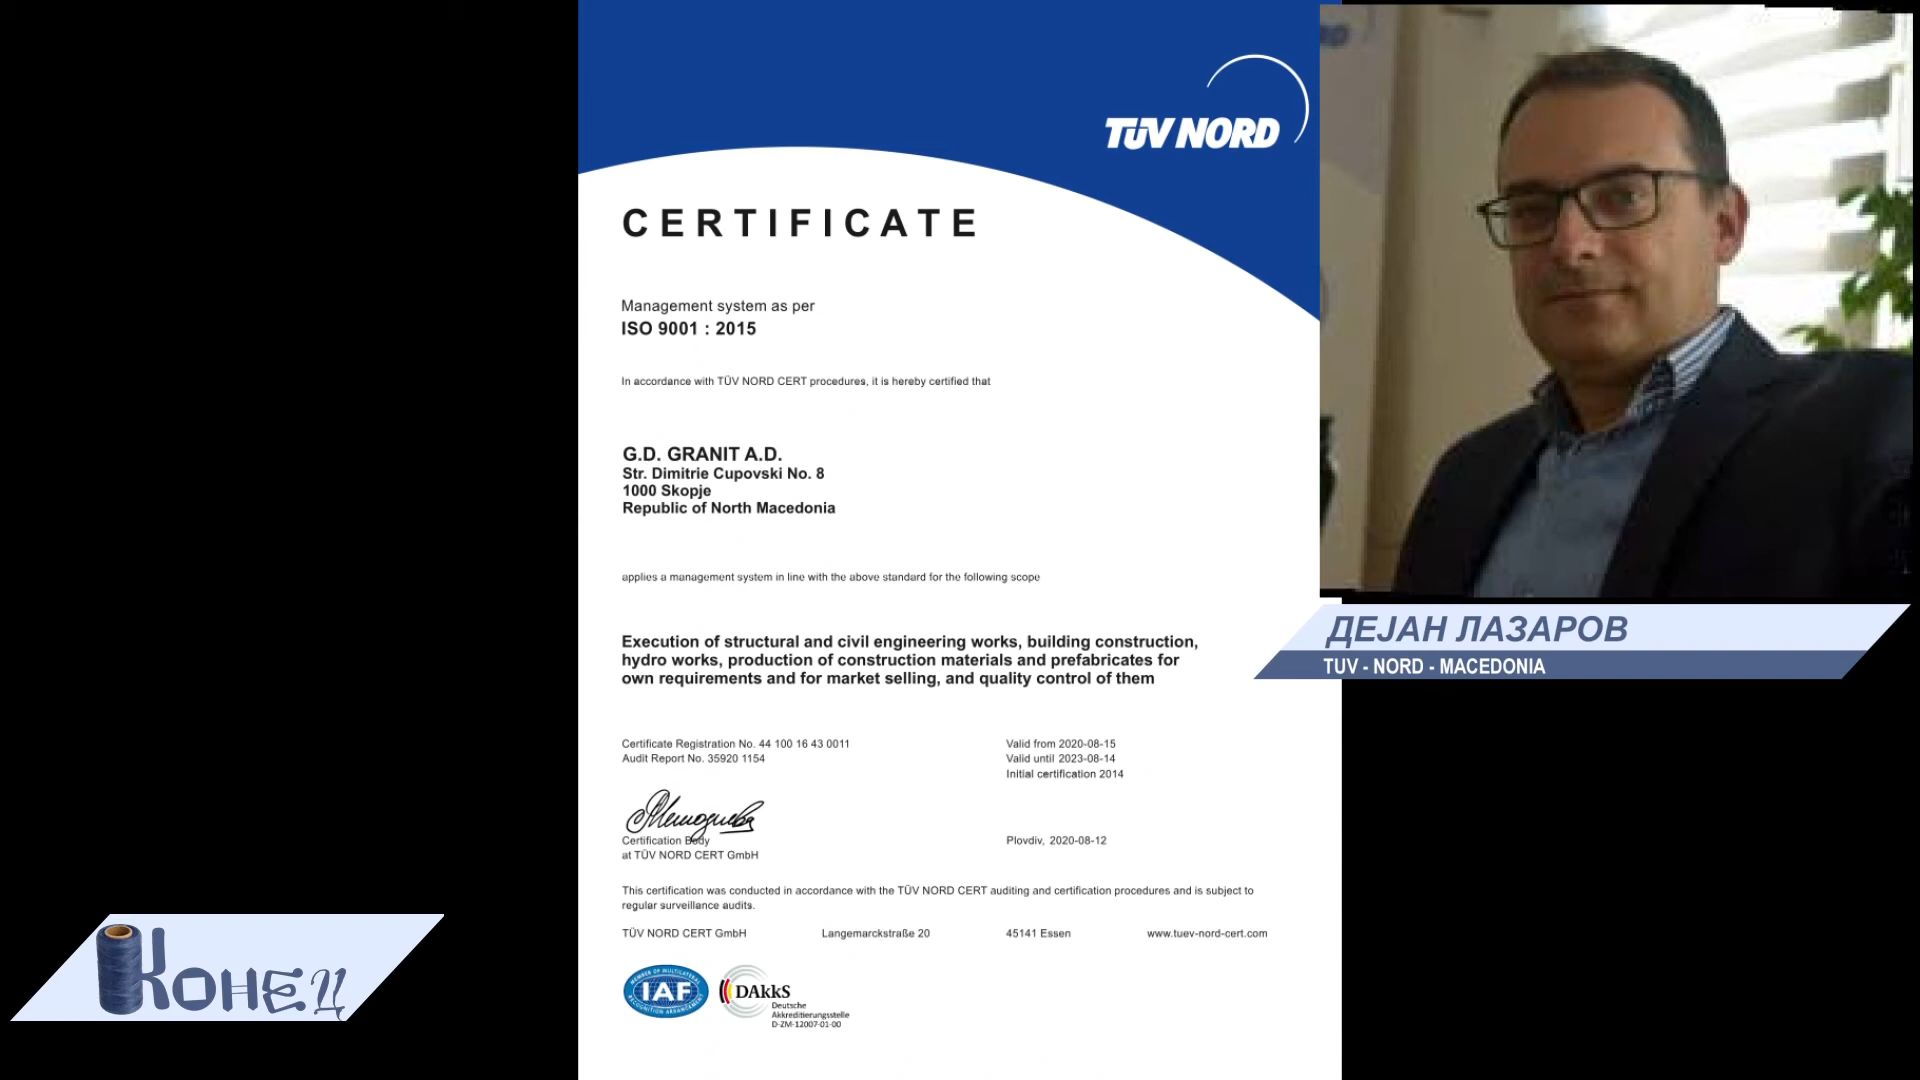 TÜV NORD
CERTIFICATE
Management system as per
ISO 9001 : 2015
In accordance with TÜV NORD CERT procedures, it is hereby certified that
G.D. GRANIT A.D.
Str. Dimitrie Cupovski No. 8
1000 Skopje
Republic of North Macedonia
applies a management system in line with the above standard for the following scope
Execution of structural and civil engineering works, building construction,
hydro works, production of construction materials and prefabricates for
own requirements and for market selling, and quality control of them
Certificate Registration No. 44 100 16 43 0011
Audit Report No. 35920 1154
Valid from 2020-08-15
Valid until 2023-08-14
Initial certification 2014
Certification Body
at TÜV NORD CERT GmbH
Plovdiv, 2020-08-12
This certification was conducted in accordance with the TÜV NORD CERT auditing and certification procedures and is subject to
regular surveillance audits.
TÜV NORD CERT GmbH Langemarckstraße 20 45141 Essen www.tuev-nord-cert.com
MEMBER OF MULTILATERAL
IAF
RECOGNITION ARRANGEMENT
DAkkS
Deutsche
Akkreditierungsstelle
D-ZM-12007-01-00
ДЕЈАН ЛАЗАРОВ
TUV - NORD - MACEDONIA
Конец